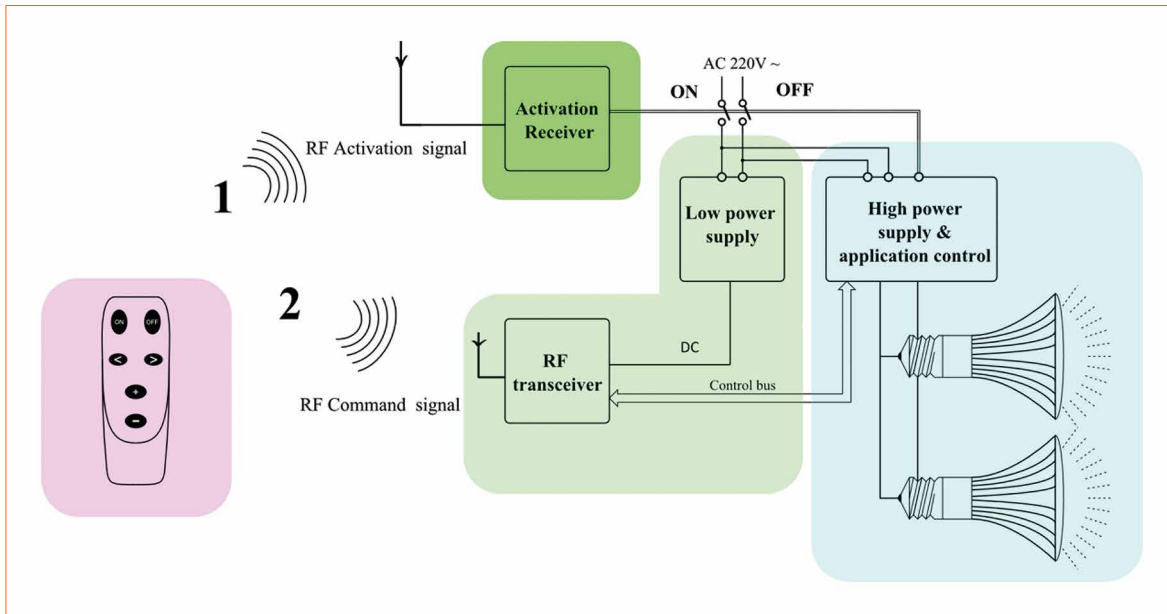 AC 220V ~
ON
OFF
Activation
Receiver
RF Activation signal
1
Low power
supply
High power
supply &
application control
2
ON
OFF
<
>
+
−
RF
transceiver
DC
Control bus
RF Command signal